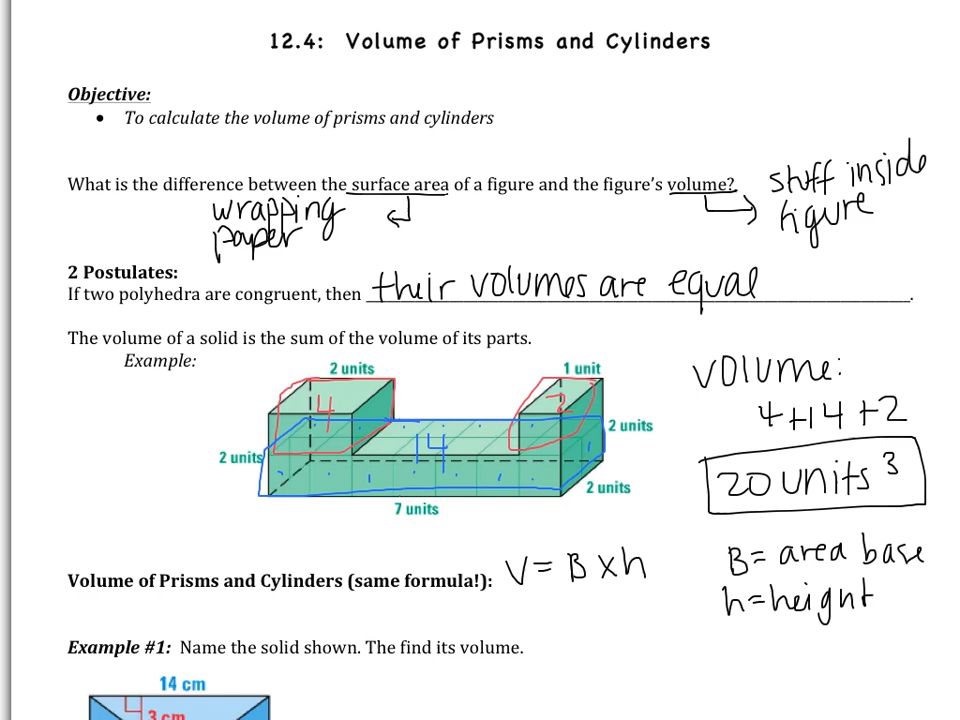 12.4: Volume of Prisms and Cylinders
Objective:
• To calculate the volume of prisms and cylinders
What is the difference between the surface area of a figure and the figure's volume?
stuff inside
figure
wrapping
paper
2 Postulates:
If two polyhedra are congruent, then their volumes are equal.
The volume of a solid is the sum of the volume of its parts.
Example:
2 units
1 unit
4
2
14
2 units
2 units
2 units
7 units
volume:
4+14+2
20 units³
Volume of Prisms and Cylinders (same formula!): V = B x h
B = area base
h = height
Example #1: Name the solid shown. The find its volume.
14 cm
3 cm